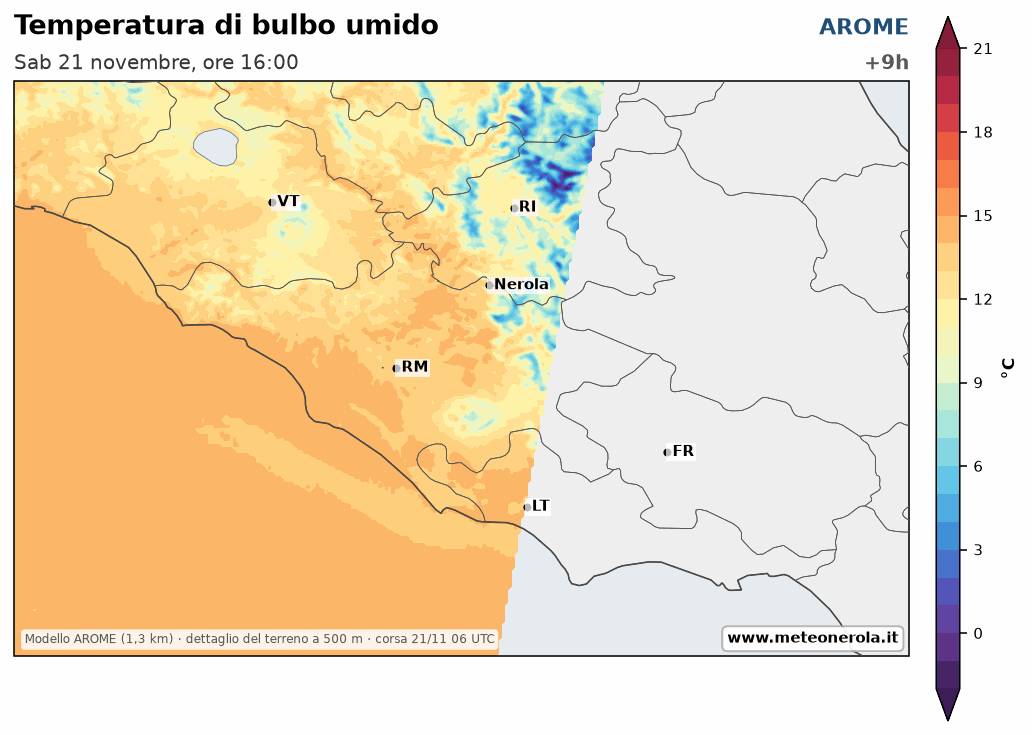 Temperatura di bulbo umido
AROME
Sab 21 novembre, ore 16:00
+9h
21
18
15
12
9
6
3
0
°C
VT
RI
Nerola
RM
FR
LT
Modello AROME (1,3 km) · dettaglio del terreno a 500 m · corsa 21/11 06 UTC
www.meteonerola.it